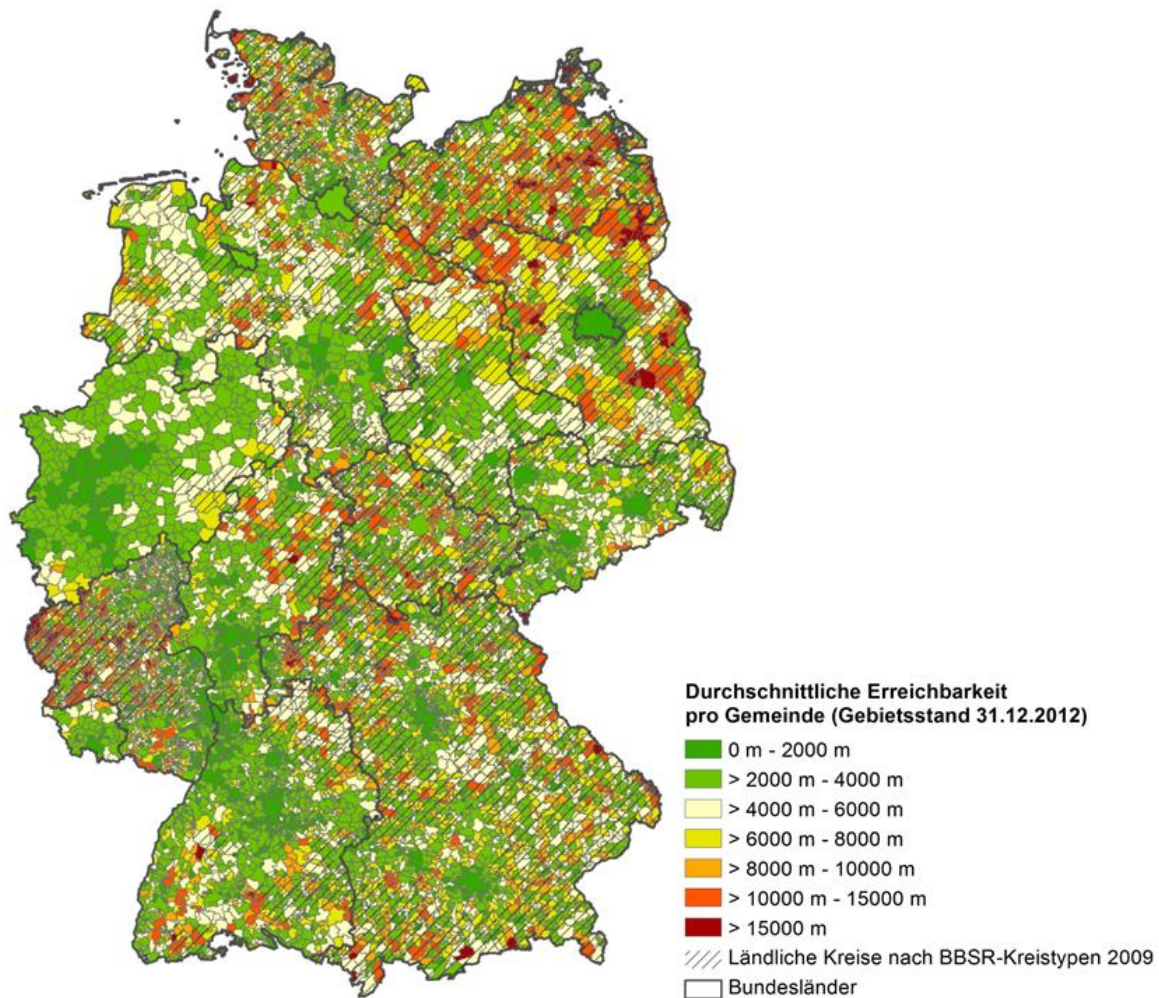 Durchschnittliche Erreichbarkeit
pro Gemeinde (Gebietsstand 31.12.2012)
0 m - 2000 m
> 2000 m - 4000 m
> 4000 m - 6000 m
> 6000 m - 8000 m
> 8000 m - 10000 m
> 10000 m - 15000 m
> 15000 m
Ländliche Kreise nach BBSR-Kreistypen 2009
Bundesländer